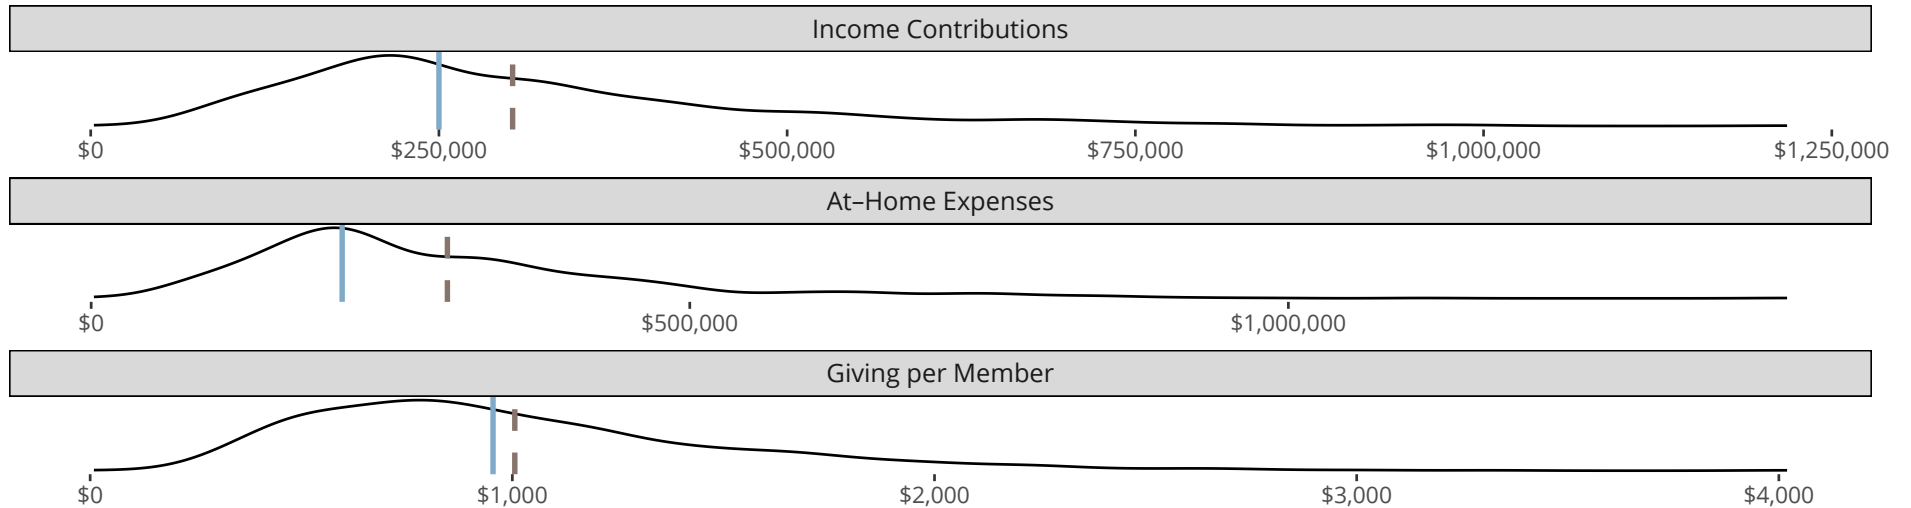 Income Contributions
$0 $250,000 $500,000 $750,000 $1,000,000 $1,250,000
At–Home Expenses
$0 $500,000 $1,000,000
Giving per Member
$0 $1,000 $2,000 $3,000 $4,000